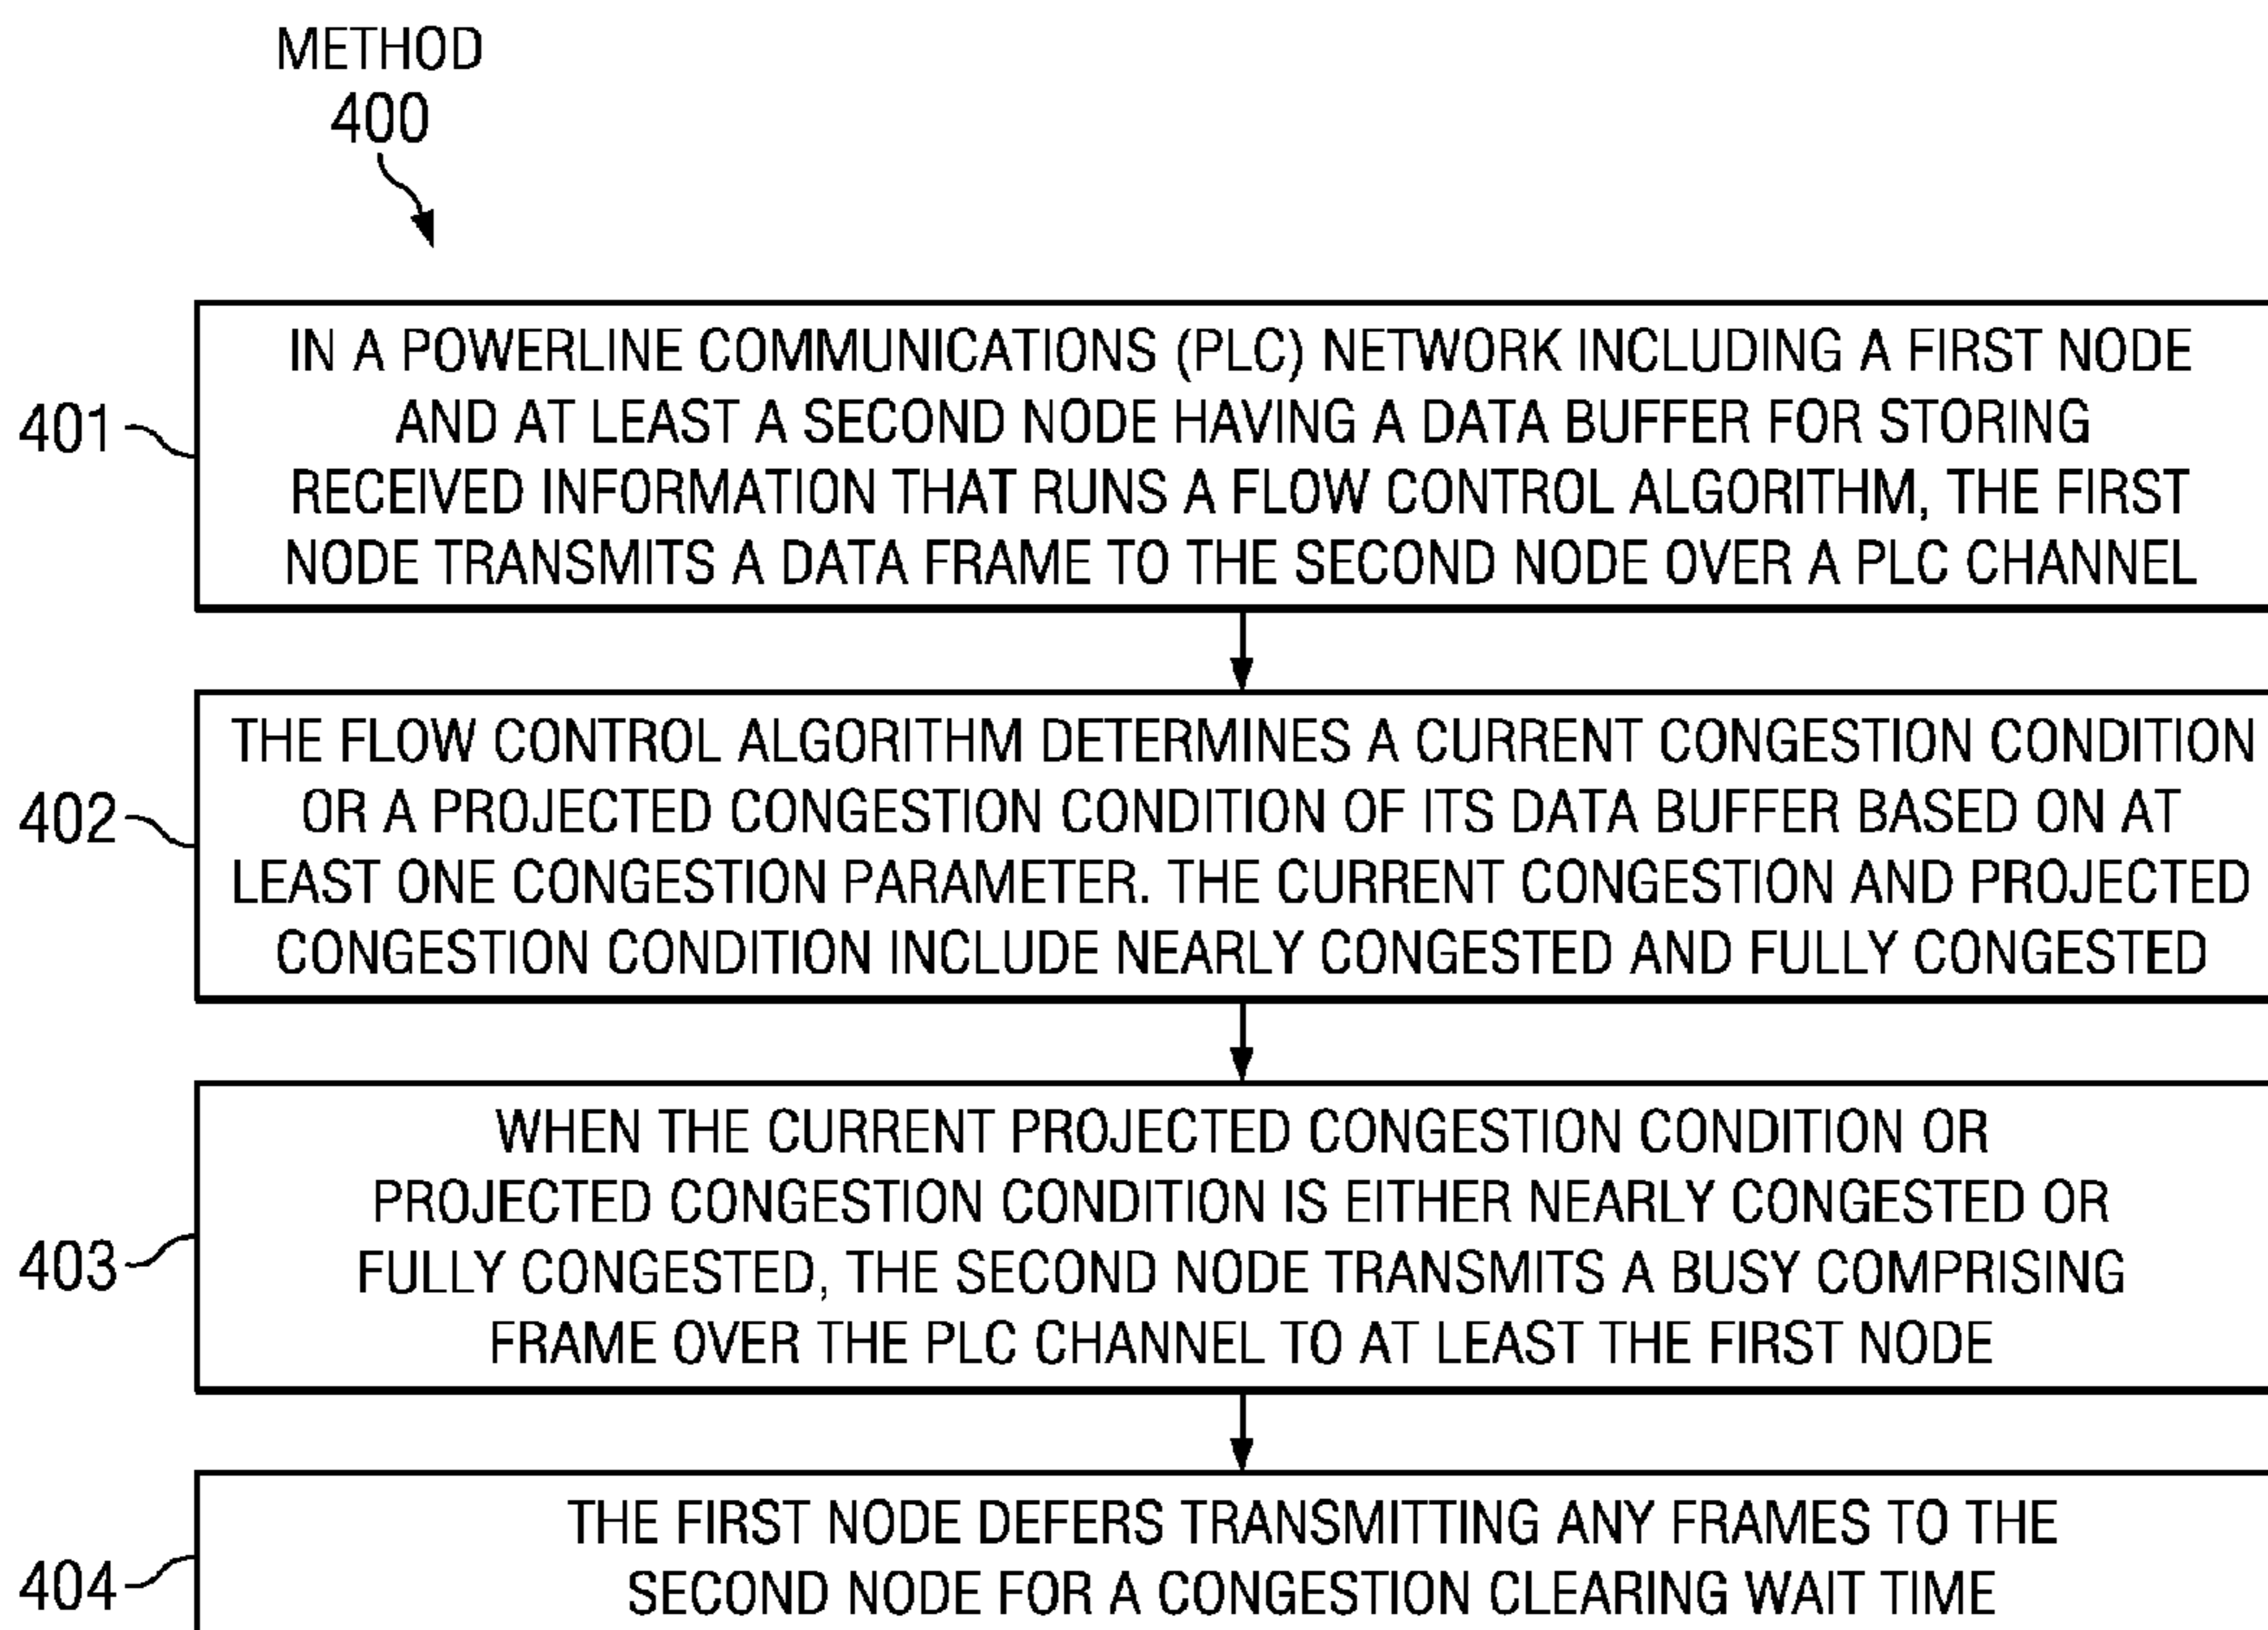 METHOD
400
401
IN A POWERLINE COMMUNICATIONS (PLC) NETWORK INCLUDING A FIRST NODE
AND AT LEAST A SECOND NODE HAVING A DATA BUFFER FOR STORING
RECEIVED INFORMATION THAT RUNS A FLOW CONTROL ALGORITHM, THE FIRST
NODE TRANSMITS A DATA FRAME TO THE SECOND NODE OVER A PLC CHANNEL
402
THE FLOW CONTROL ALGORITHM DETERMINES A CURRENT CONGESTION CONDITION
OR A PROJECTED CONGESTION CONDITION OF ITS DATA BUFFER BASED ON AT
LEAST ONE CONGESTION PARAMETER. THE CURRENT CONGESTION AND PROJECTED
CONGESTION CONDITION INCLUDE NEARLY CONGESTED AND FULLY CONGESTED
403
WHEN THE CURRENT PROJECTED CONGESTION CONDITION OR
PROJECTED CONGESTION CONDITION IS EITHER NEARLY CONGESTED OR
FULLY CONGESTED, THE SECOND NODE TRANSMITS A BUSY COMPRISING
FRAME OVER THE PLC CHANNEL TO AT LEAST THE FIRST NODE
404
THE FIRST NODE DEFERS TRANSMITTING ANY FRAMES TO THE
SECOND NODE FOR A CONGESTION CLEARING WAIT TIME